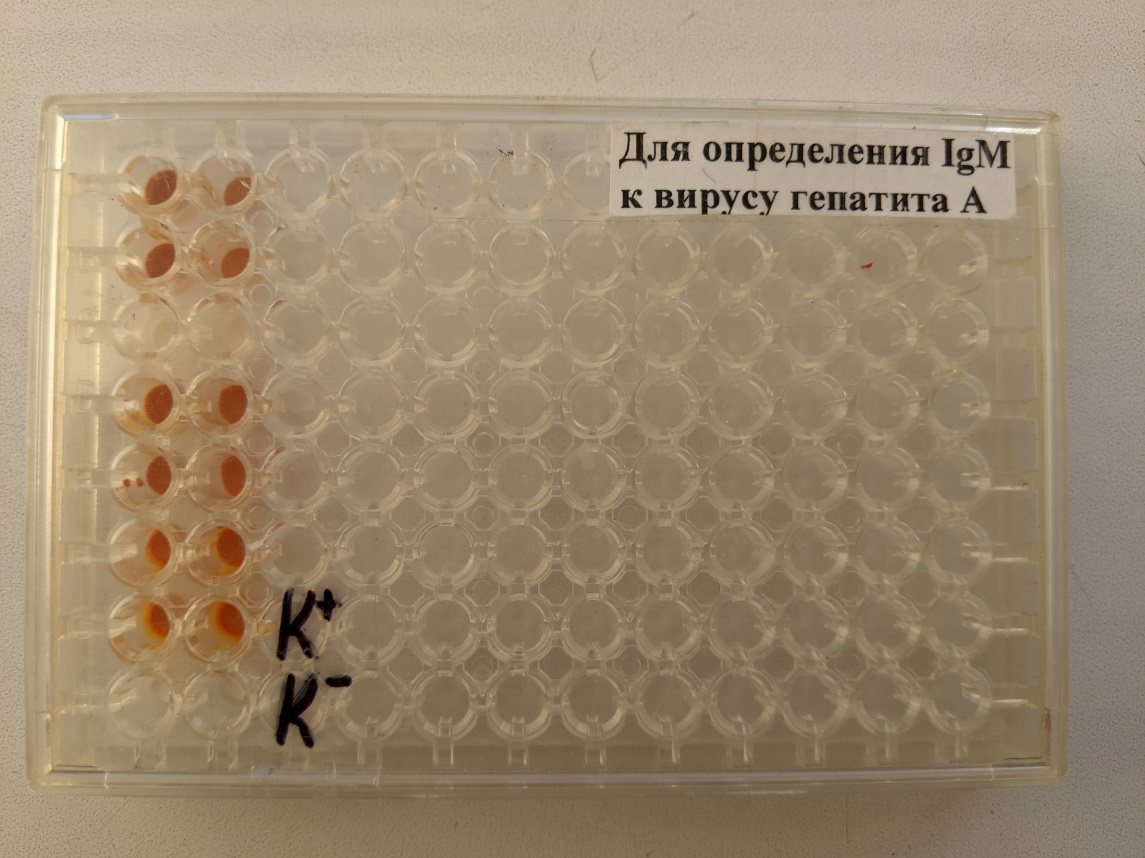 Для определения IgM
к вирусу гепатита А
K+
K-